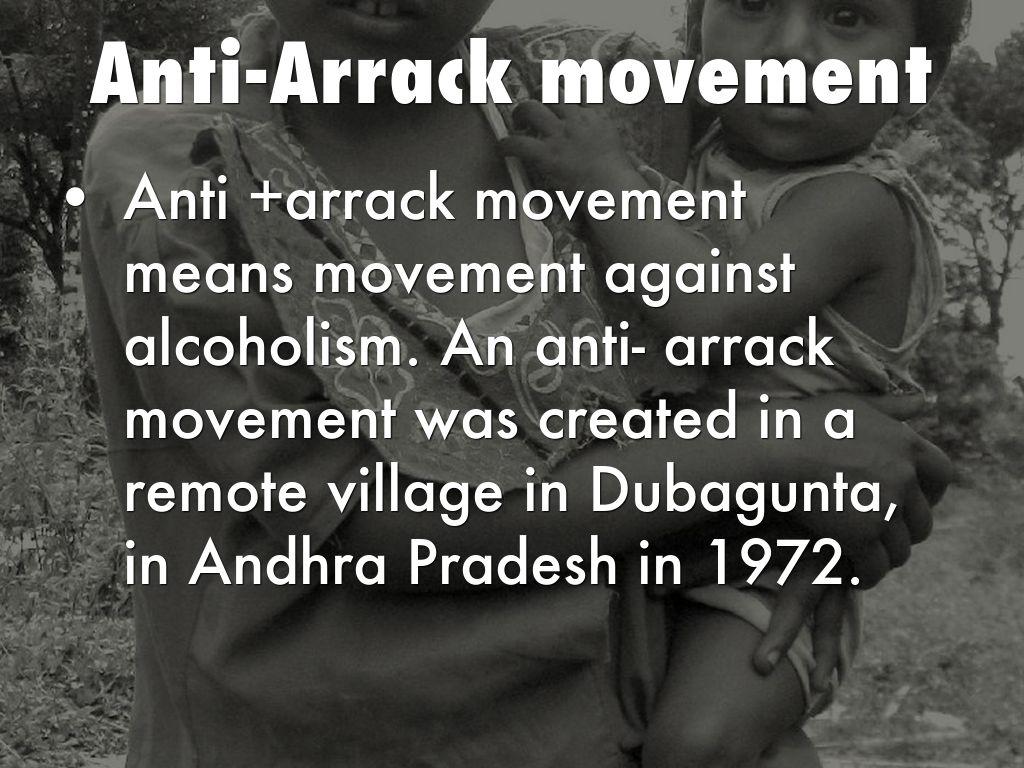 Anti-Arrack movement
• Anti +arrack movement
means movement against
alcoholism. An anti- arrack
movement was created in a
remote village in Dubagunta,
in Andhra Pradesh in 1972.